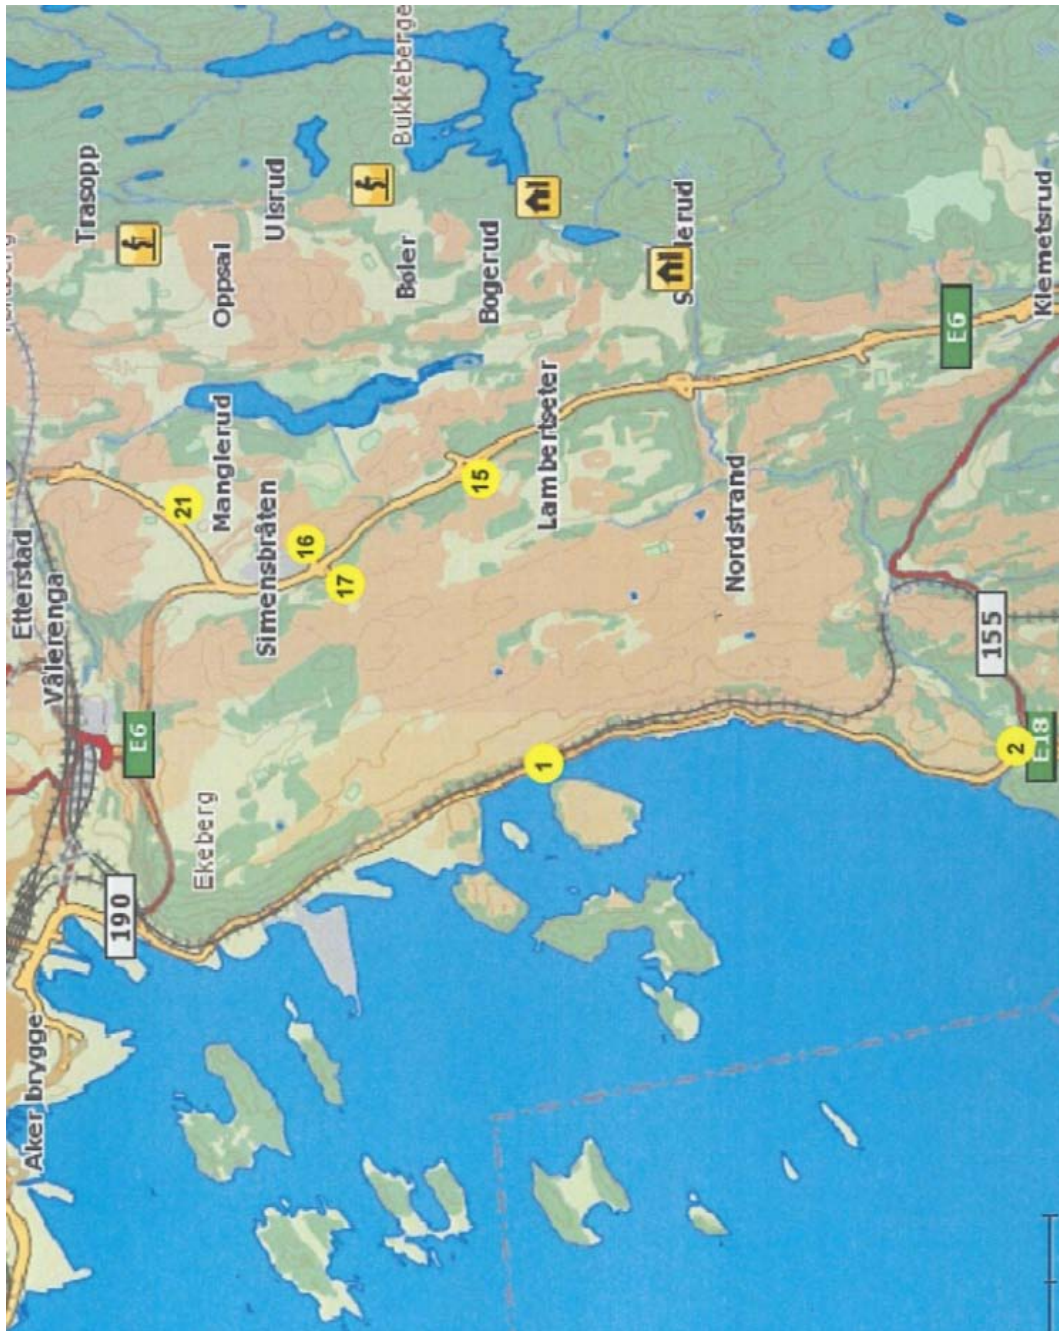 Aker brygge
190
Ekeberg
E6
Vålerenga
Etterstad
2
E18
1
155
17
16
Simensbråten
21
Manglerud
15
Nordstrand
Lambertseter
E6
Oppsal
Bøler
Bogerud
Trasopp
Ulsrud
Klemetsrud
Bukkeberge